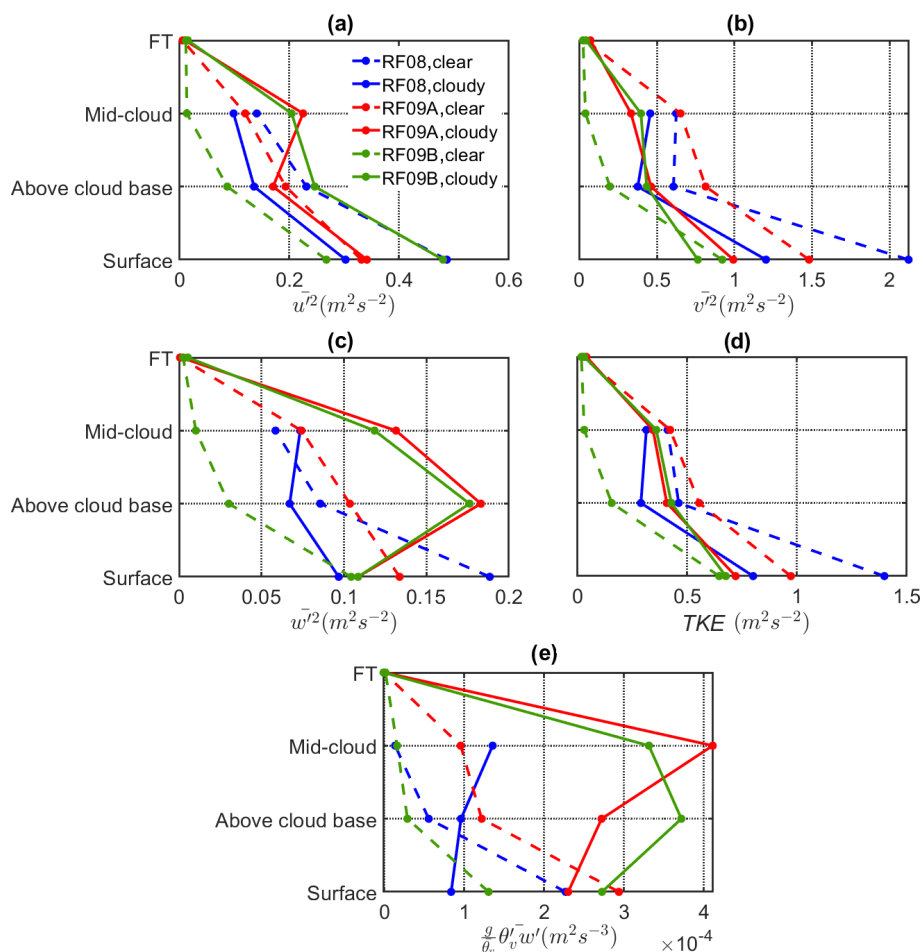 (a)
FT
Mid-cloud
Above cloud base
Surface
0
0.2
0.4
0.6
u̅'² (m²s⁻²)
RF08,clear
RF08,cloudy
RF09A,clear
RF09A,cloudy
RF09B,clear
RF09B,cloudy
(b)
0
0.5
1
1.5
2
v̅'² (m²s⁻²)
(c)
FT
Mid-cloud
Above cloud base
Surface
0
0.05
0.1
0.15
0.2
w̅'² (m²s⁻²)
(d)
0
0.5
1
1.5
TKE (m²s⁻²)
(e)
FT
Mid-cloud
Above cloud base
Surface
0
1
2
3
4
×10⁻⁴
g/θᵥ θ'ᵥ‾w' (m²s⁻³)